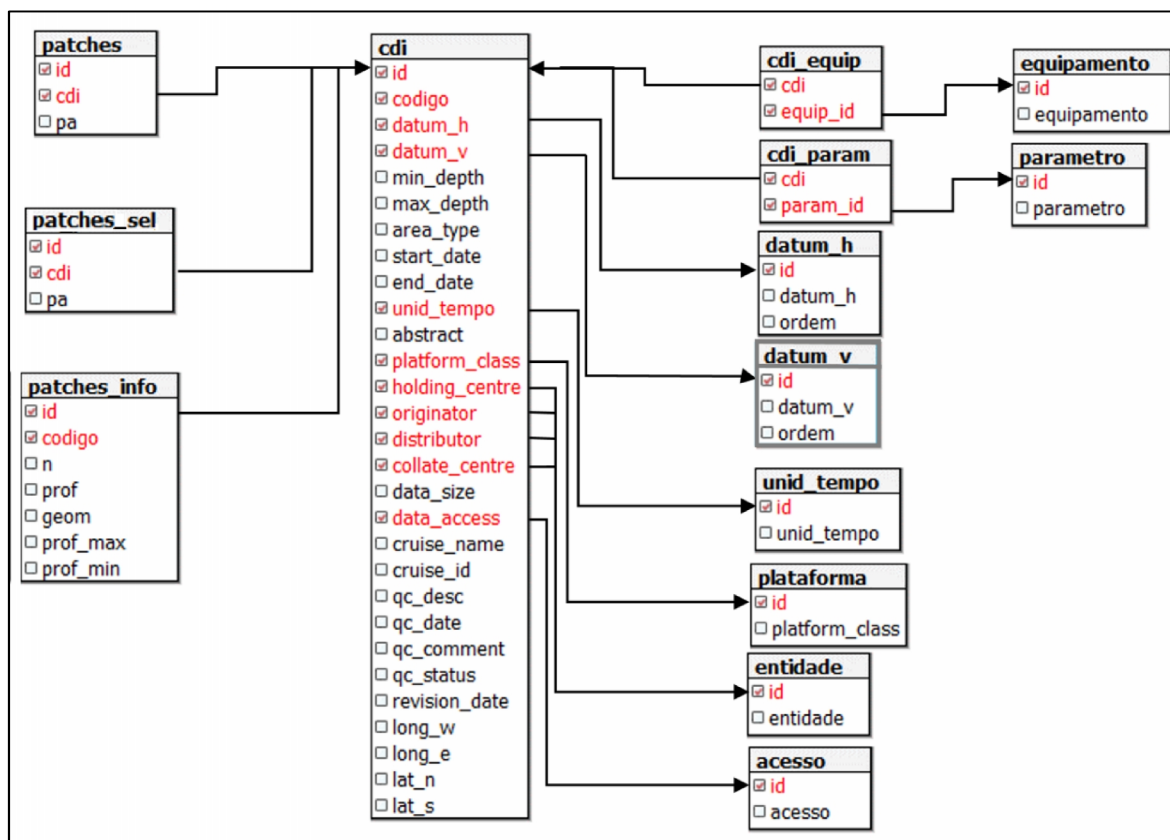 patches
id
cdi
pa
patches_sel
id
cdi
pa
patches_info
id
codigo
n
prof
geom
prof_max
prof_min
cdi
id
codigo
datum_h
datum_v
min_depth
max_depth
area_type
start_date
end_date
unid_tempo
abstract
platform_class
holding_centre
originator
distributor
collate_centre
data_size
data_access
cruise_name
cruise_id
qc_desc
qc_date
qc_comment
qc_status
revision_date
long_w
long_e
lat_n
lat_s
cdi_equip
cdi
equip_id
cdi_param
cdi
param_id
datum_h
id
datum_h
ordem
datum_v
id
datum_v
ordem
unid_tempo
id
unid_tempo
plataforma
id
platform_class
entidade
id
entidade
acesso
id
acesso
equipamento
id
equipamento
parametro
id
parametro